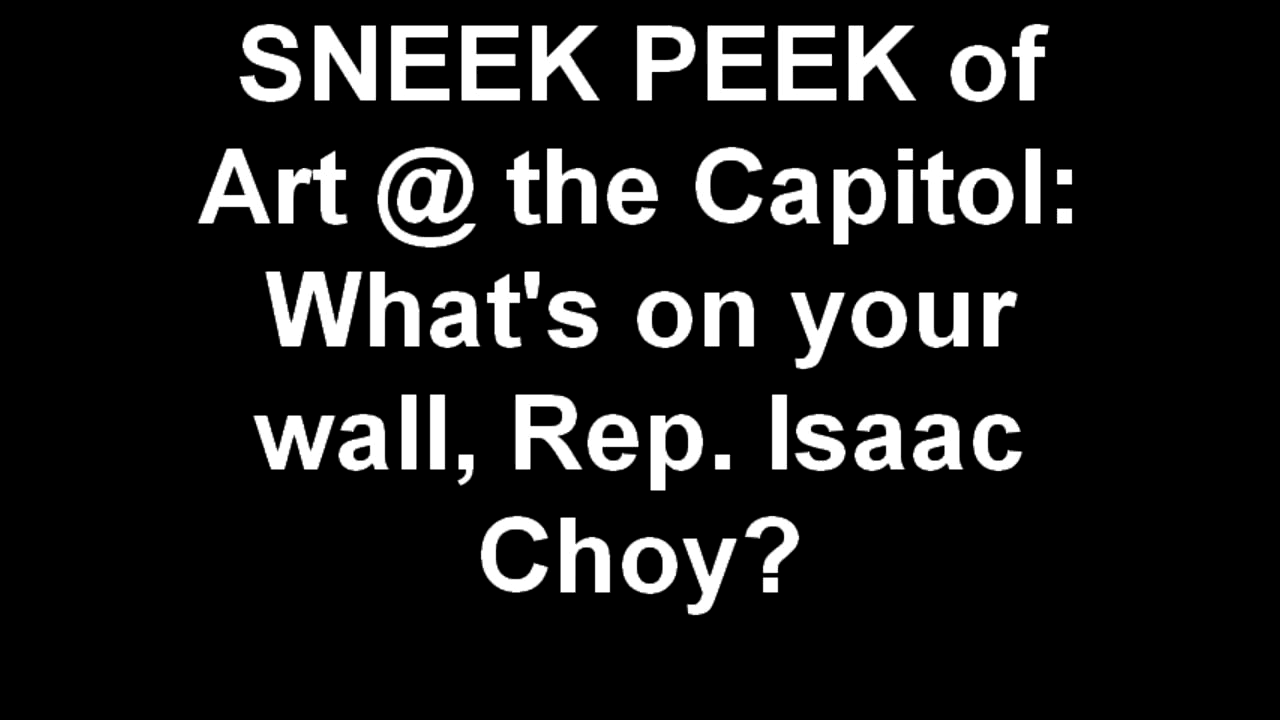 SNEEK PEEK of
Art @ the Capitol:
What's on your
wall, Rep. Isaac
Choy?